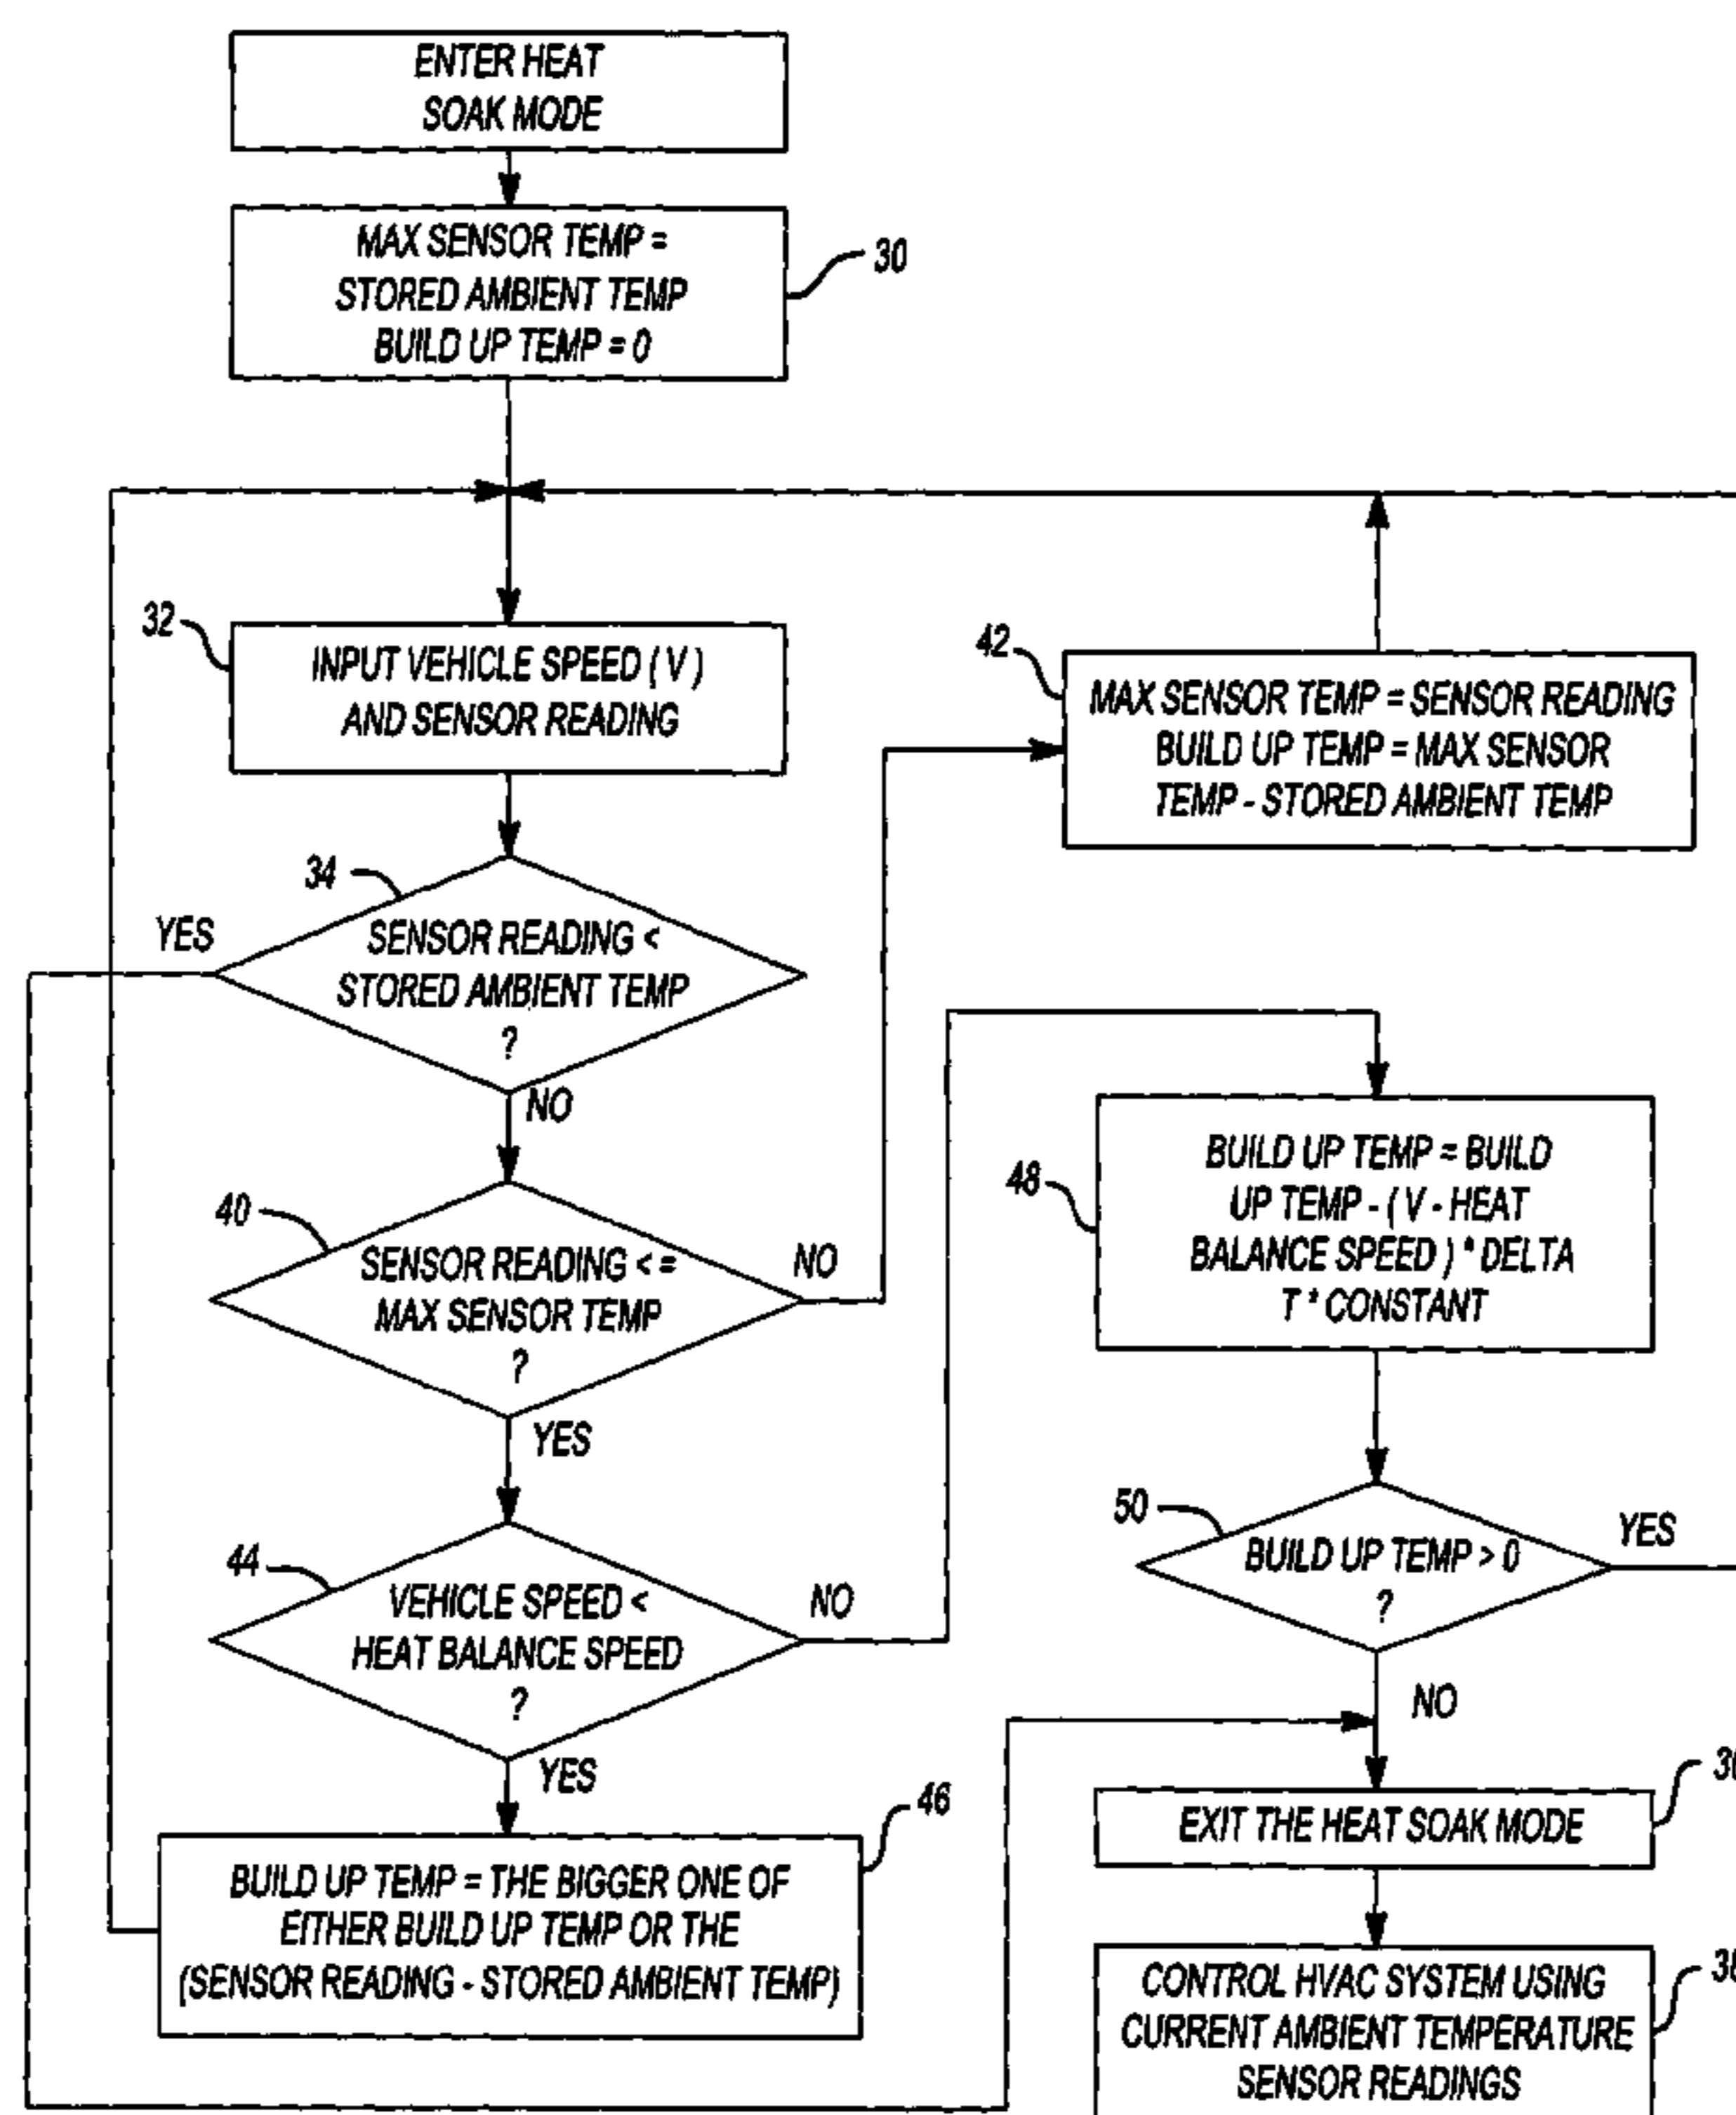 ENTER HEAT
SOAK MODE
MAX SENSOR TEMP =
STORED AMBIENT TEMP
BUILD UP TEMP = 0
30
32
INPUT VEHICLE SPEED ( V )
AND SENSOR READING
42
MAX SENSOR TEMP = SENSOR READING
BUILD UP TEMP = MAX SENSOR
TEMP - STORED AMBIENT TEMP
34
YES
SENSOR READING <
STORED AMBIENT TEMP
?
NO
40
SENSOR READING < =
MAX SENSOR TEMP
?
NO
YES
48
BUILD UP TEMP = BUILD
UP TEMP - ( V - HEAT
BALANCE SPEED ) * DELTA
T * CONSTANT
44
VEHICLE SPEED <
HEAT BALANCE SPEED
?
NO
YES
50
BUILD UP TEMP > 0
?
YES
NO
46
BUILD UP TEMP = THE BIGGER ONE OF
EITHER BUILD UP TEMP OR THE
(SENSOR READING - STORED AMBIENT TEMP)
EXIT THE HEAT SOAK MODE
CONTROL HVAC SYSTEM USING
CURRENT AMBIENT TEMPERATURE
SENSOR READINGS